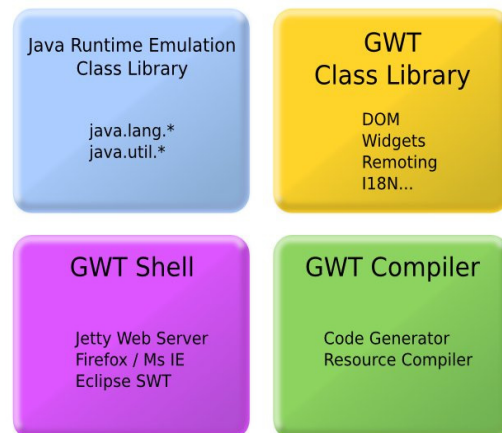 Java Runtime Emulation
Class Library
java.lang.*
java.util.*
GWT
Class Library
DOM
Widgets
Remoting
I18N...
GWT Shell
Jetty Web Server
Firefox / Ms IE
Eclipse SWT
GWT Compiler
Code Generator
Resource Compiler